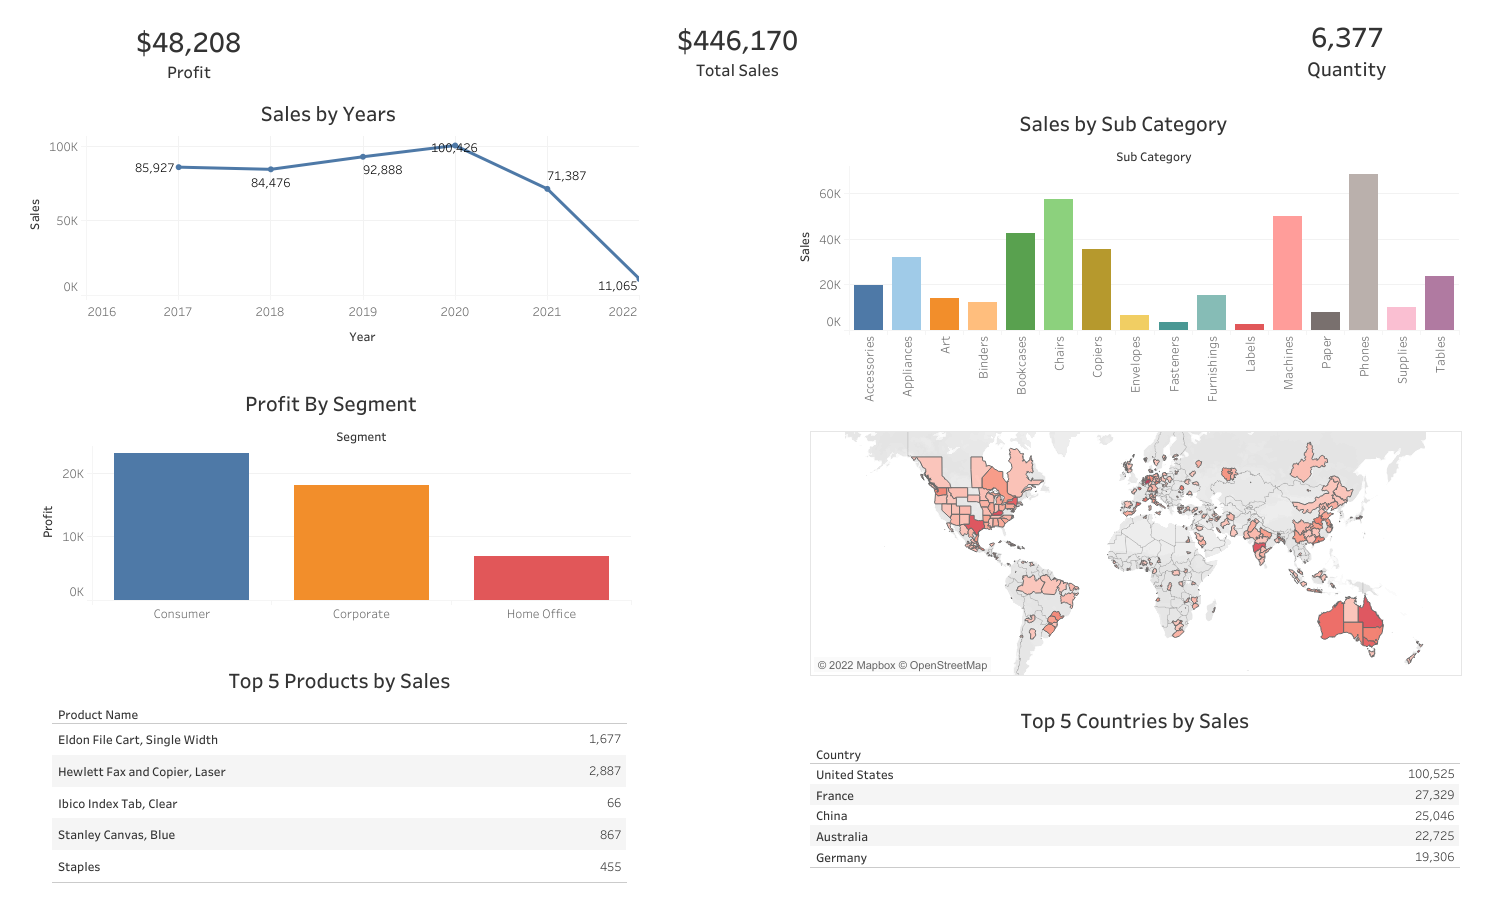 $48,208
Profit
$446,170
Total Sales
6,377
Quantity
Sales by Years
100K
50K
0K
Sales
85,927
84,476
92,888
100,426
71,387
11,065
2016 2017 2018 2019 2020 2021 2022
Year
Sales by Sub Category
Sub Category
60K
40K
20K
0K
Sales
Accessories
Appliances
Art
Binders
Bookcases
Chairs
Copiers
Envelopes
Fasteners
Furnishings
Labels
Machines
Paper
Phones
Supplies
Tables
Profit By Segment
Segment
20K
10K
0K
Profit
Consumer Corporate Home Office
© 2022 Mapbox © OpenStreetMap
Top 5 Products by Sales
Product Name
Eldon File Cart, Single Width 1,677
Hewlett Fax and Copier, Laser 2,887
Ibico Index Tab, Clear 66
Stanley Canvas, Blue 867
Staples 455
Top 5 Countries by Sales
Country
United States 100,525
France 27,329
China 25,046
Australia 22,725
Germany 19,306